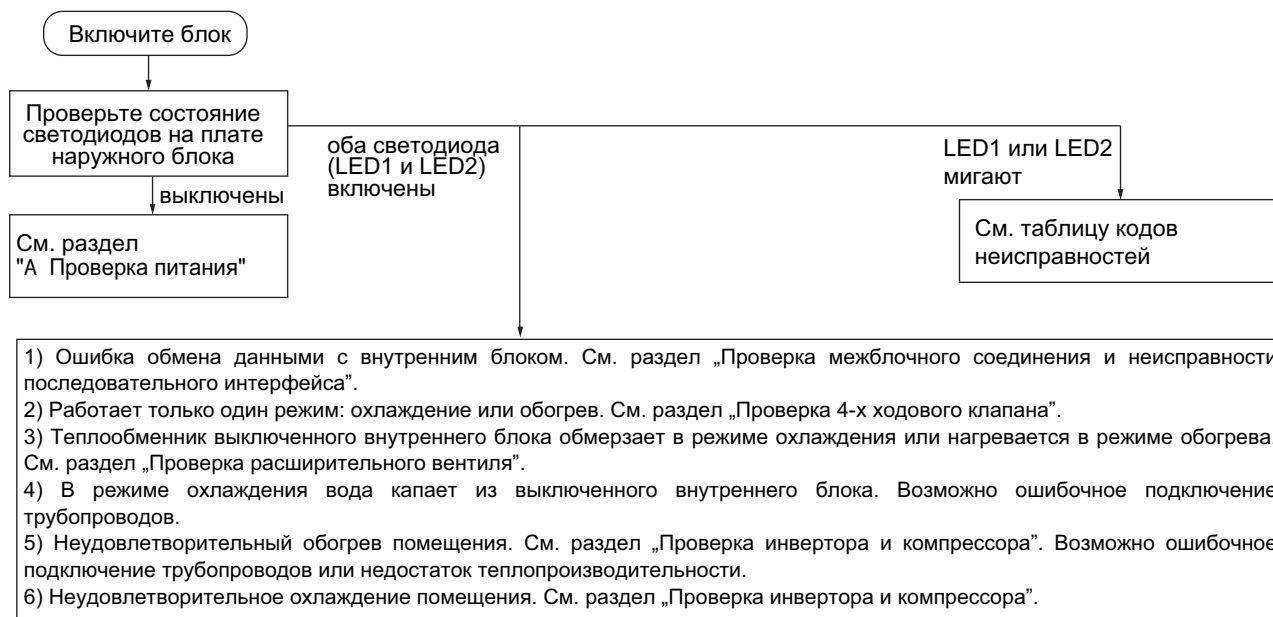 Включите блок
Проверьте состояние
светодиодов на плате
наружного блока
выключены
См. раздел
"А Проверка питания"
оба светодиода
(LED1 и LED2)
включены
LED1 или LED2
мигают
См. таблицу кодов
неисправностей
1) Ошибка обмена данными с внутренним блоком. См. раздел „Проверка межблочного соединения и неисправности
последовательного интерфейса”.
2) Работает только один режим: охлаждение или обогрев. См. раздел „Проверка 4-х ходового клапана”.
3) Теплообменник выключенного внутреннего блока обмерзает в режиме охлаждения или нагревается в режиме обогрева.
См. раздел „Проверка расширительного вентиля”.
4) В режиме охлаждения вода капает из выключенного внутреннего блока. Возможно ошибочное подключение
трубопроводов.
5) Неудовлетворительный обогрев помещения. См. раздел „Проверка инвертора и компрессора”. Возможно ошибочное
подключение трубопроводов или недостаток теплопроизводительности.
6) Неудовлетворительное охлаждение помещения. См. раздел „Проверка инвертора и компрессора”.